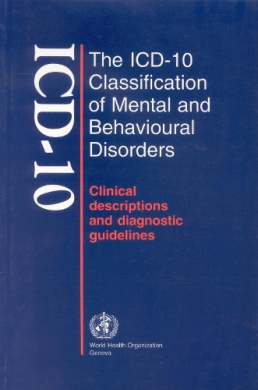 ICD-10
The ICD-10
Classification
of Mental and
Behavioural
Disorders
Clinical
descriptions
and diagnostic
guidelines
World Health Organization
Geneva